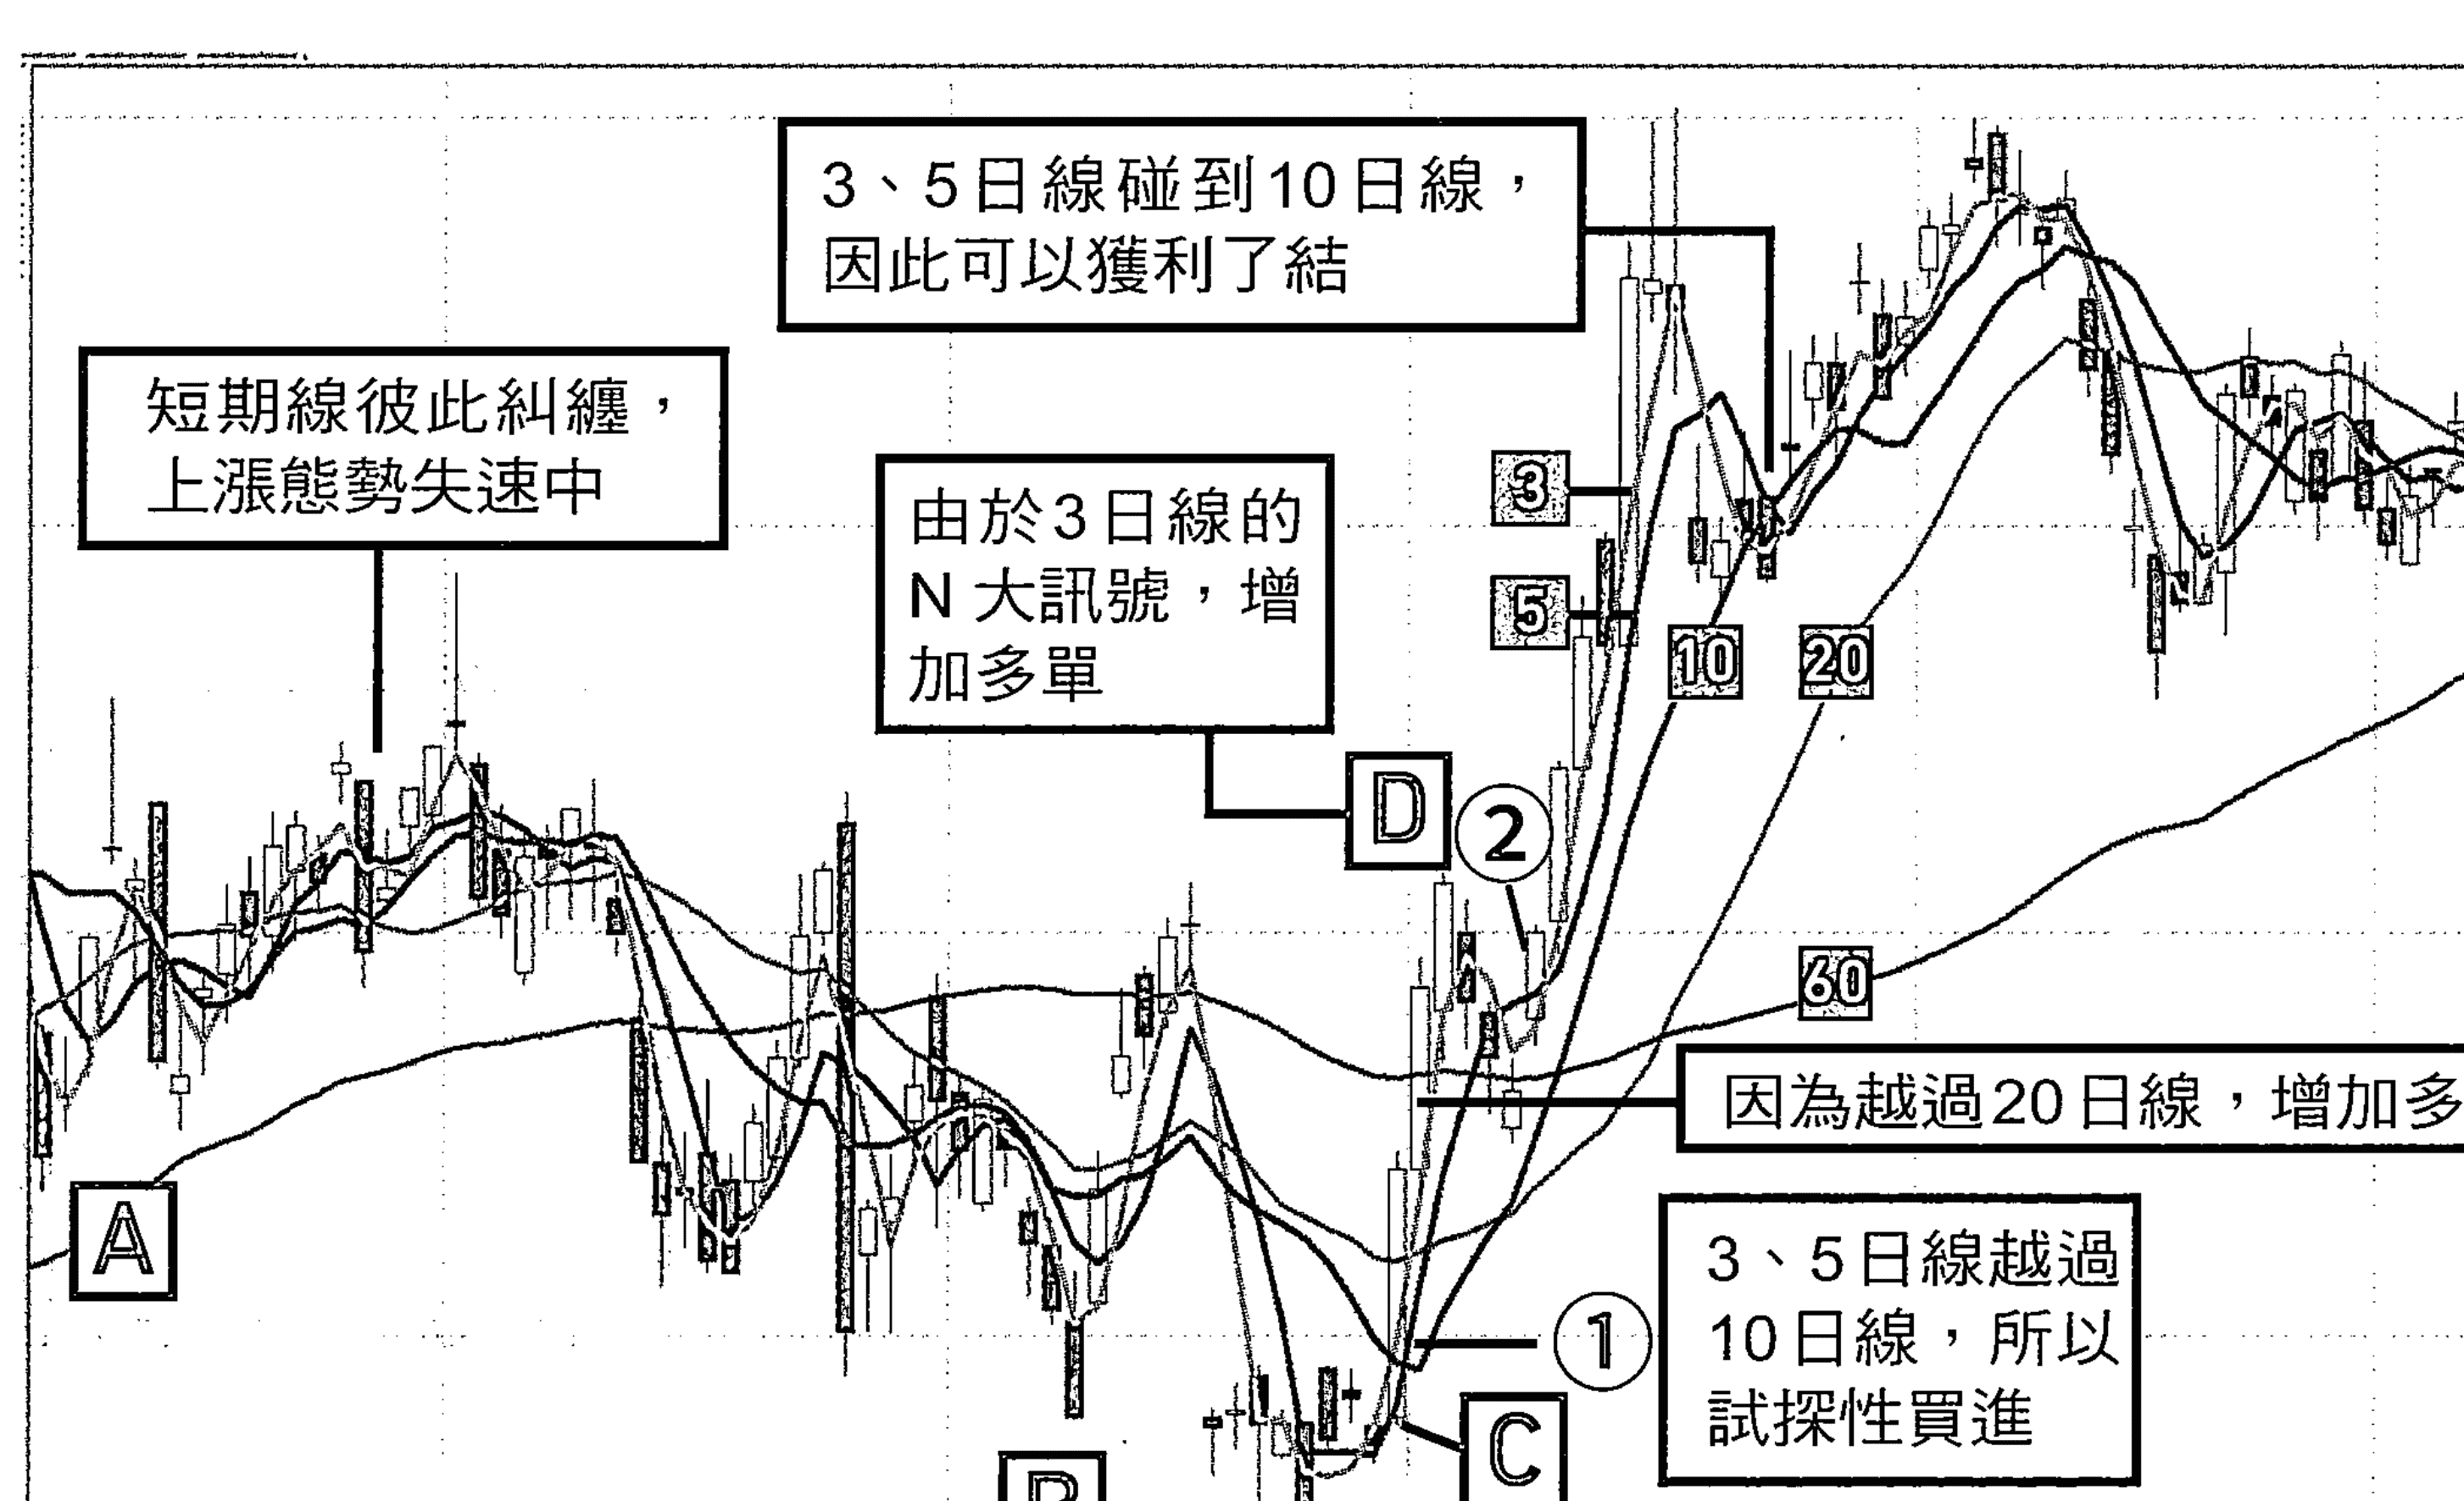 3、5日線碰到10日線，
因此可以獲利了結
短期線彼此糾纏，
上漲態勢失速中
由於3日線的
N大訊號，增
加多單
3
5
10
20
D
②
60
因為越過20日線，增加多
A
3、5日線越過
10日線，所以
試探性買進
①
C